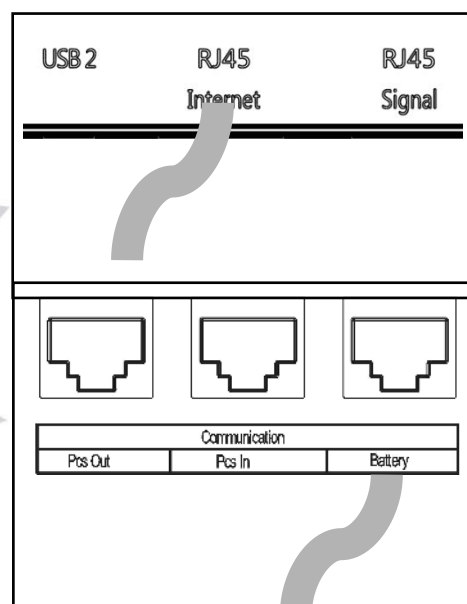 USB 2 RJ45 RJ45
Internet Signal
Communication
Pcs Out Pcs In Battery